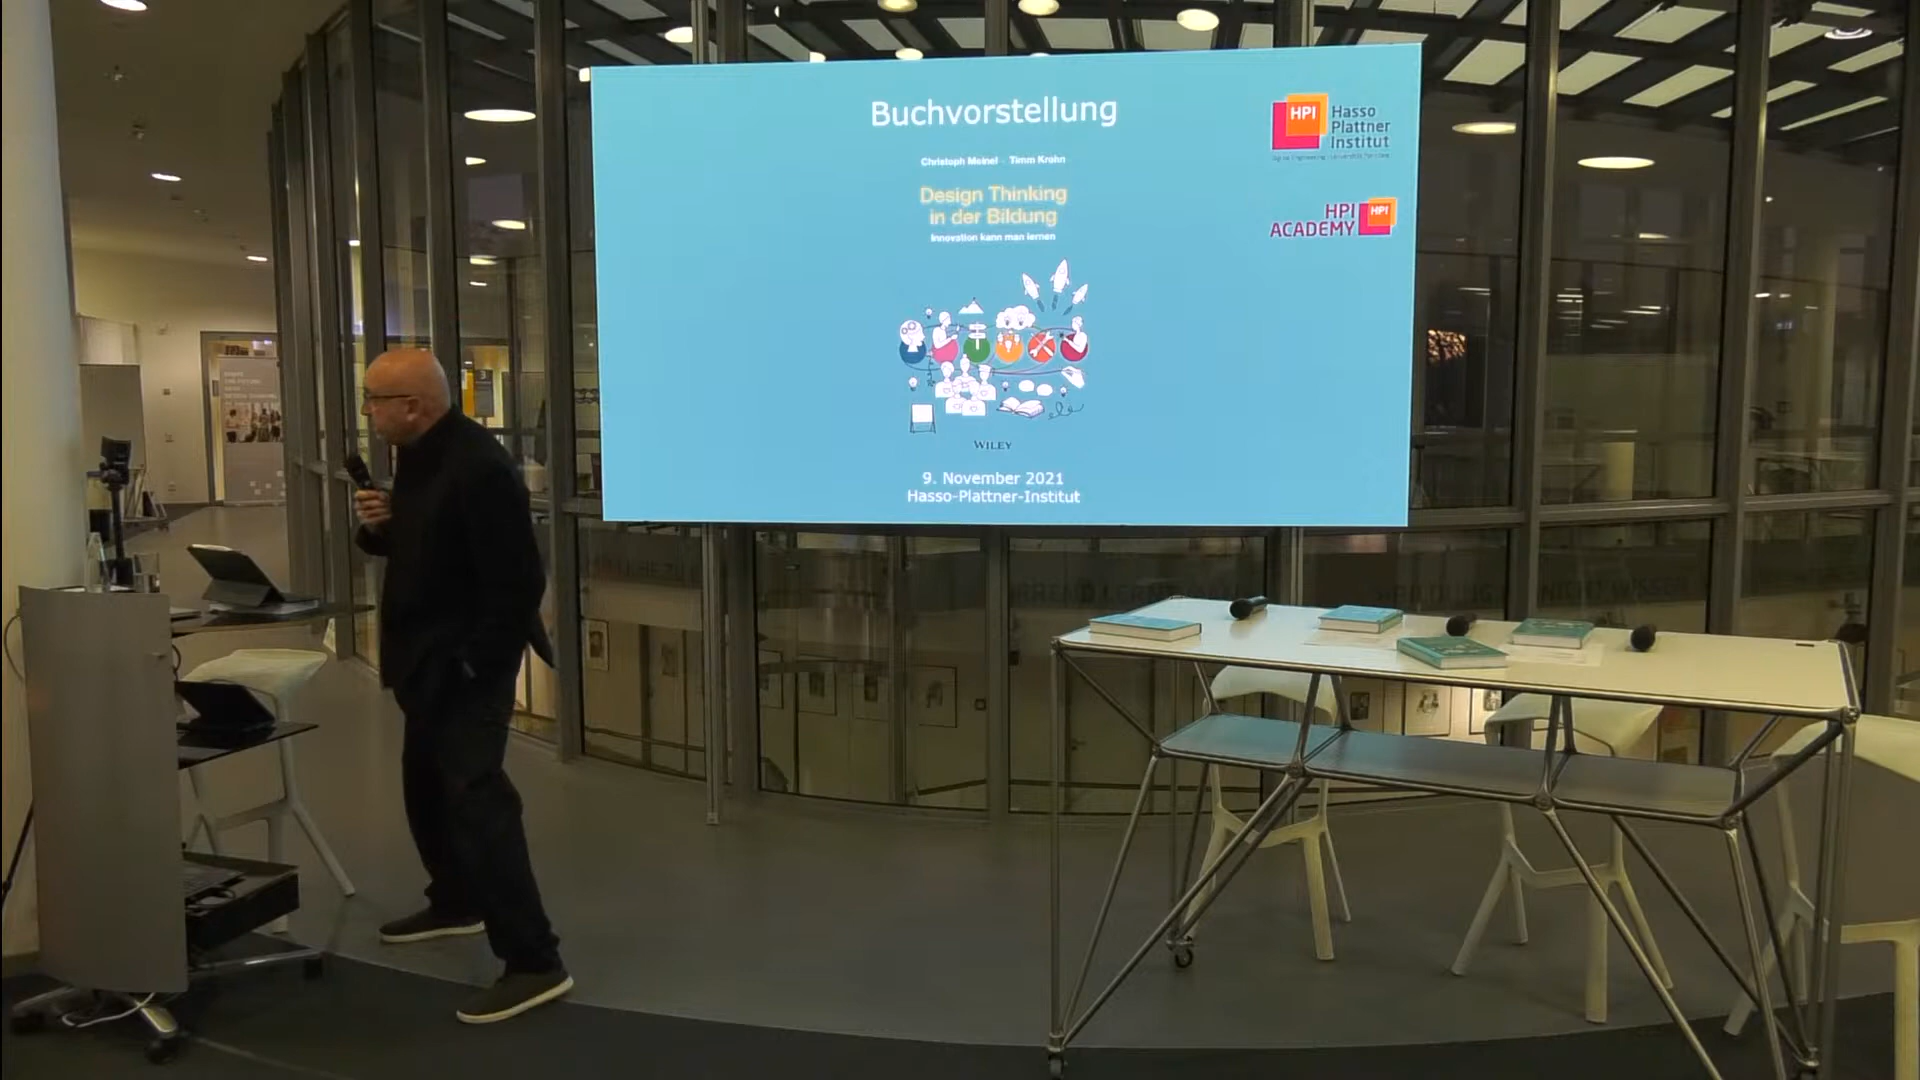 Buchvorstellung
Christoph Meinel Timm Krohn
Design Thinking
in der Bildung
Innovation kann man lernen
WILEY
9. November 2021
Hasso-Plattner-Institut
HPI
Hasso
Plattner
Institut
HPI
ACADEMY
HPI
3